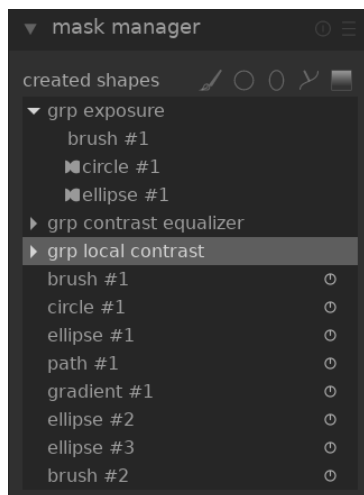 mask manager
created shapes
grp exposure
brush #1
circle #1
ellipse #1
grp contrast equalizer
grp local contrast
brush #1
circle #1
ellipse #1
path #1
gradient #1
ellipse #2
ellipse #3
brush #2